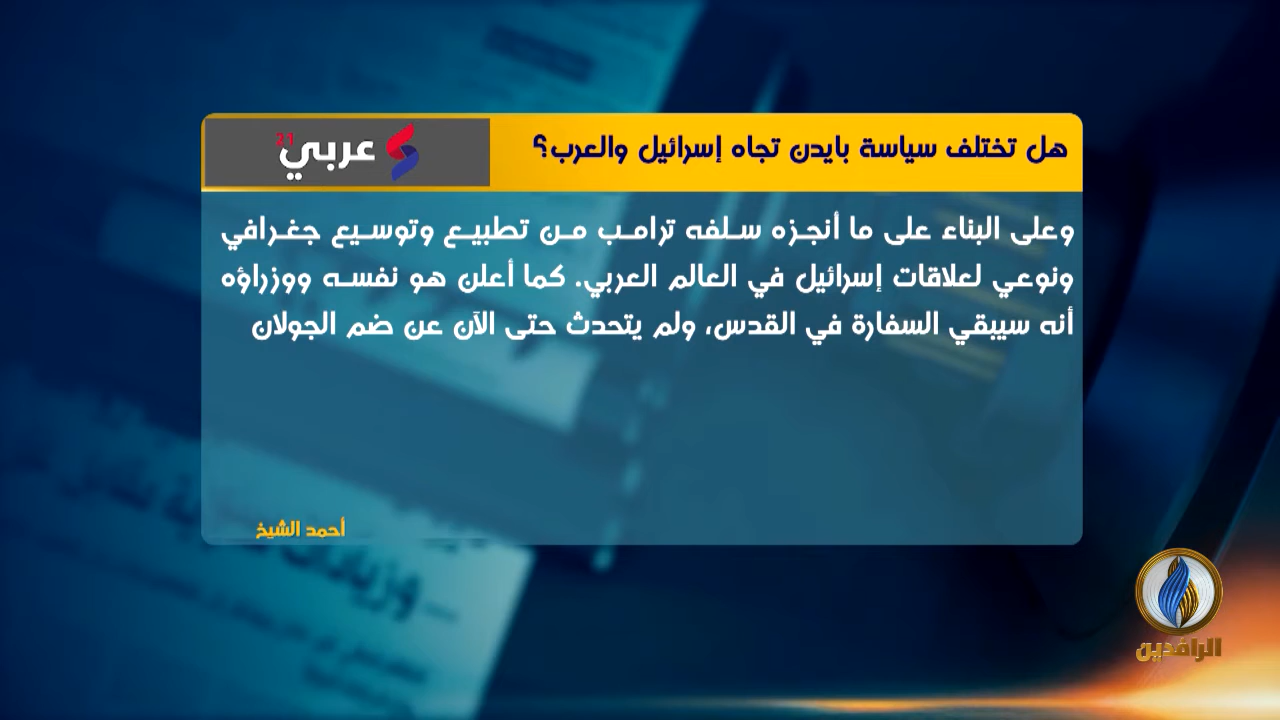 هل تختلف سياسة بايدن تجاه إسرائيل والعرب؟
عربي 21
وعلى البناء على ما أنجزه سلفه ترامب من تطبيع وتوسيع جغرافي
ونوعي لعلاقات إسرائيل في العالم العربي. كما أعلن هو نفسه ووزراؤه
أنه سيبقي السفارة في القدس، ولم يتحدث حتى الآن عن ضم الجولان
أحمد الشيخ
وزيادات
الرافدين